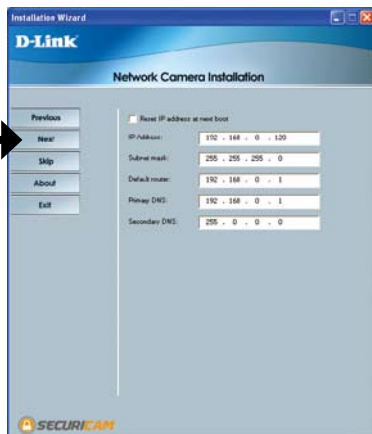 Installation Wizard
D-Link
Network Camera Installation
Previous
Next
Skip
About
Exit
Reset IP address at next boot
IP Address: 192 . 168 . 0 . 120
Subnet mask: 255 . 255 . 255 . 0
Default router: 192 . 168 . 0 . 1
Primary DNS: 192 . 168 . 0 . 1
Secondary DNS: 255 . 0 . 0 . 0
SECURICAM